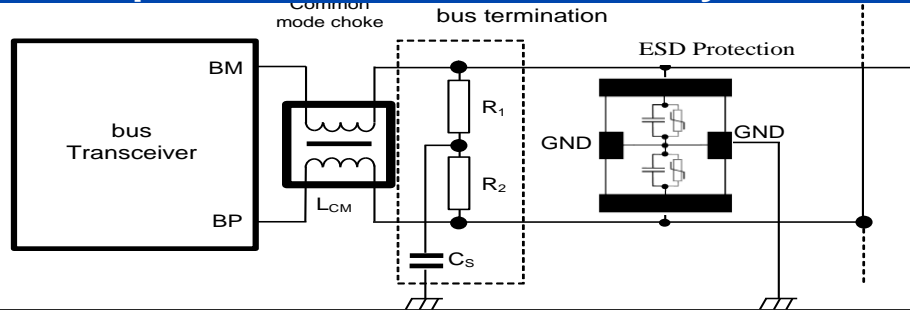 Common
mode choke
bus termination
ESD Protection
BM
bus
Transceiver
R1
GND
GND
R2
LCM
BP
CS